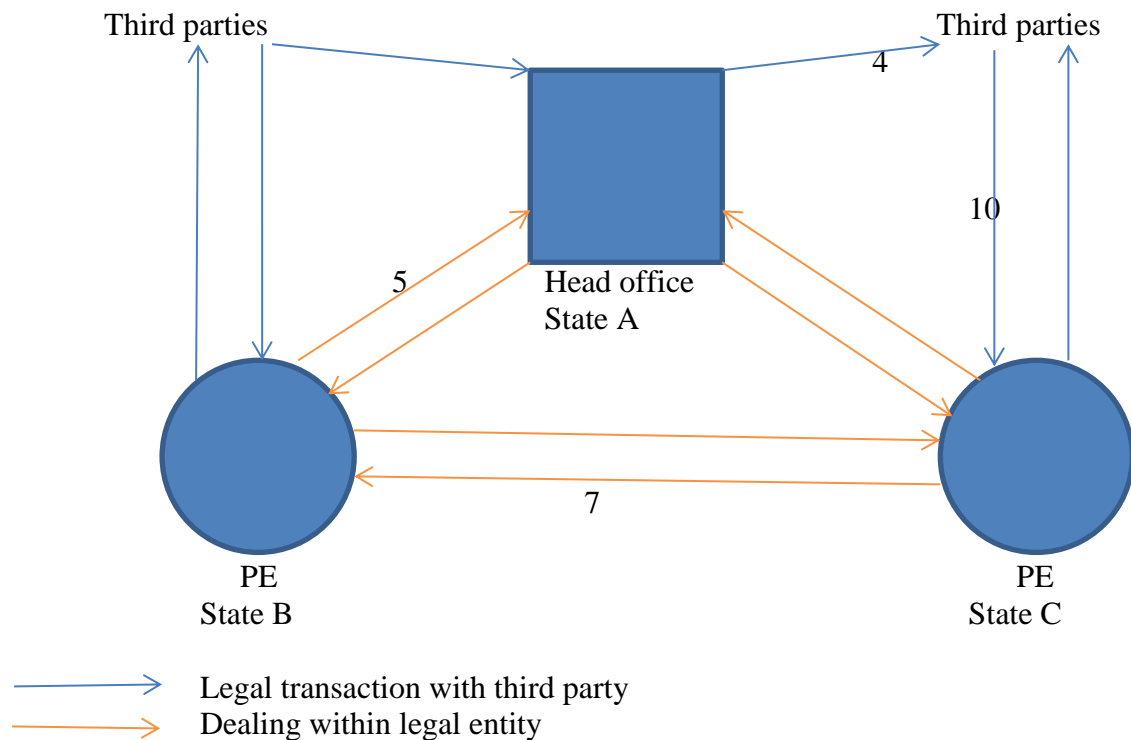 Third parties
Third parties
4
10
5
Head office
State A
7
PE
State B
PE
State C
Legal transaction with third party
Dealing within legal entity